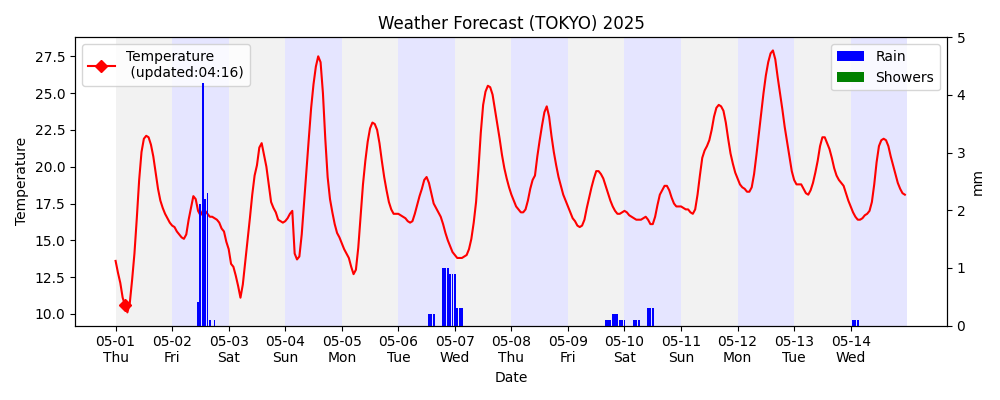 Weather Forecast (TOKYO) 2025
Temperature
(updated:04:16)
Rain
Showers
Temperature
27.5
25.0
22.5
20.0
17.5
15.0
12.5
10.0
5
4
3
2
1
0
mm
05-01 05-02 05-03 05-04 05-05 05-06 05-07 05-08 05-09 05-10 05-11 05-12 05-13 05-14
Thu Fri Sat Sun Mon Tue Wed Thu Fri Sat Sun Mon Tue Wed
Date